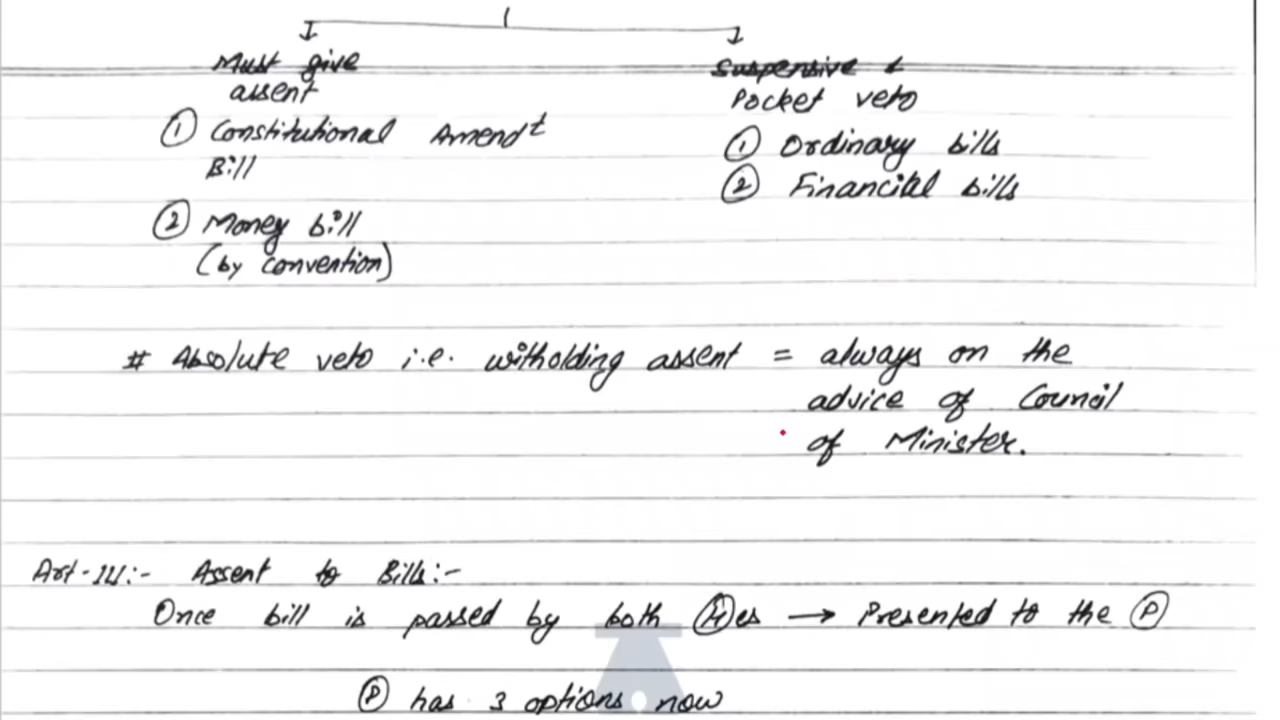 Must give
assent
① Constitutional Amendt
Bill
② Money bill
(by convention)
Suspensive &
Pocket veto
① Ordinary bills
② Financial bills
# Absolute veto i.e. witholding assent = always on the
advice of Council
of Minister.
Art-111:- Assent to Bills:-
Once bill is passed by both Ⓗes → Presented to the Ⓟ
Ⓟ has 3 options now